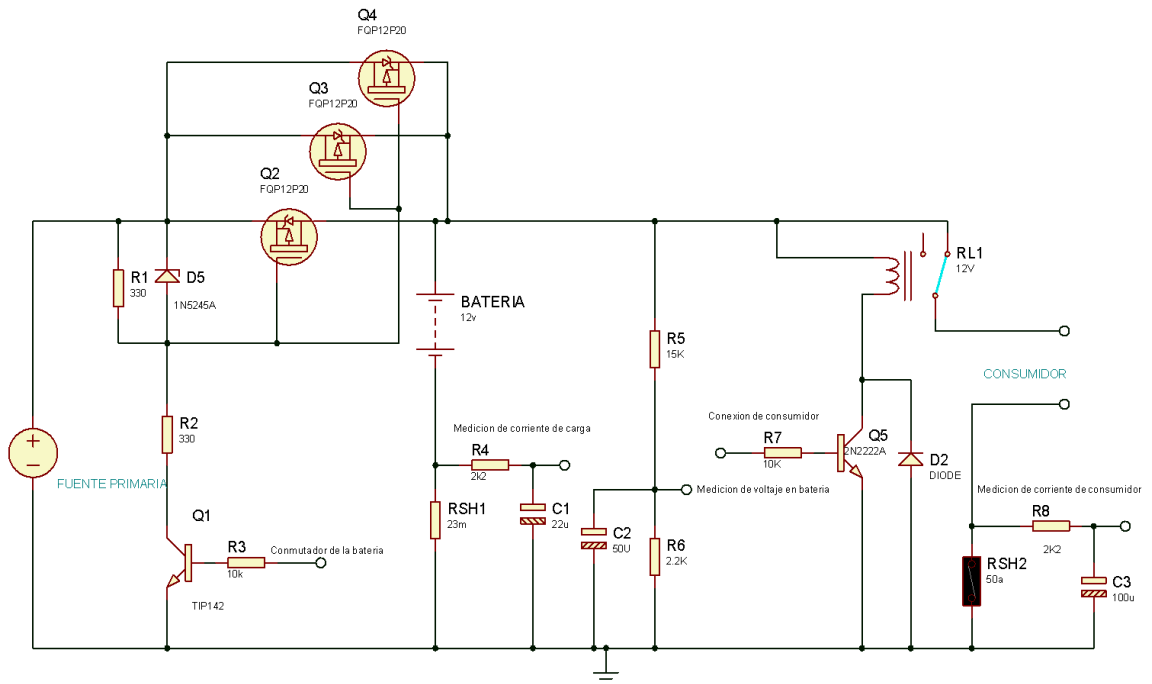 Q4
FQP12P20
Q3
FQP12P20
Q2
FQP12P20
R1
330
D5
1N5245A
BATERIA
12v
RL1
12V
R5
15K
CONSUMIDOR
R2
330
Medicion de corriente de carga
R4
2k2
Conexion de consumidor
R7
10K
Q5
2N2222A
D2
DIODE
FUENTE PRIMARIA
Medicion de voltaje en bateria
Medicion de corriente de consumidor
R8
2K2
RSH1
23m
C1
22u
Q1
TIP142
R3
10k
Conmutador de la bateria
C2
50U
R6
2.2K
RSH2
50a
C3
100u